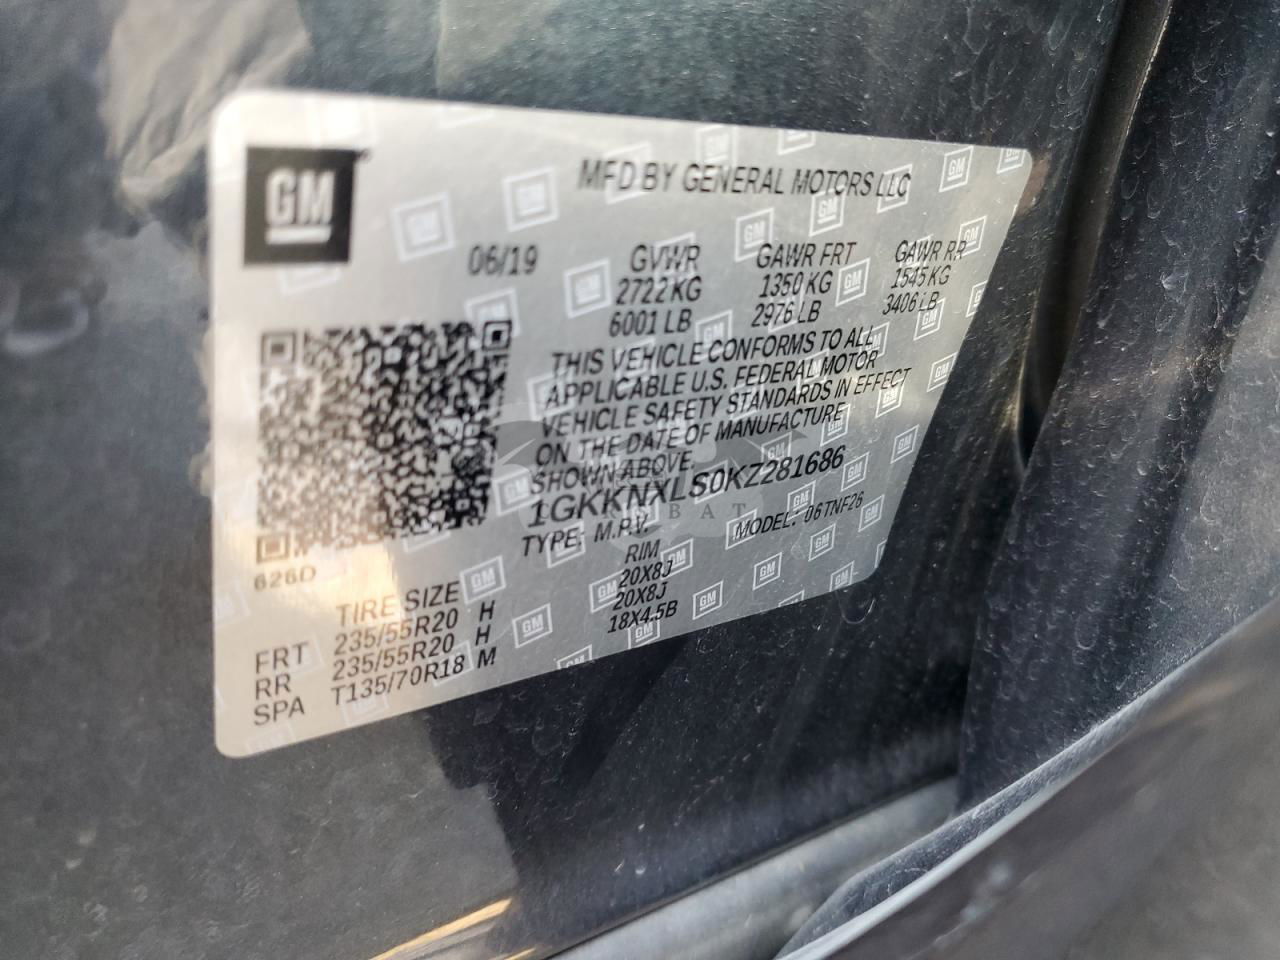 GM
MFD BY GENERAL MOTORS LLC
06/19 GVWR GAWR FRT GAWR RR
2722 KG 1350 KG 1545 KG
6001 LB 2976 LB 3406 LB
THIS VEHICLE CONFORMS TO ALL
APPLICABLE U.S. FEDERAL MOTOR
VEHICLE SAFETY STANDARDS IN EFFECT
ON THE DATE OF MANUFACTURE
SHOWN ABOVE.
1GKKNXLS0KZ281686
TYPE: M.P.V. MODEL: 06TNF26
626D
TIRE SIZE RIM
FRT 235/55R20 H 20X8J
RR 235/55R20 H 20X8J
SPA T135/70R18 M 18X4.5B